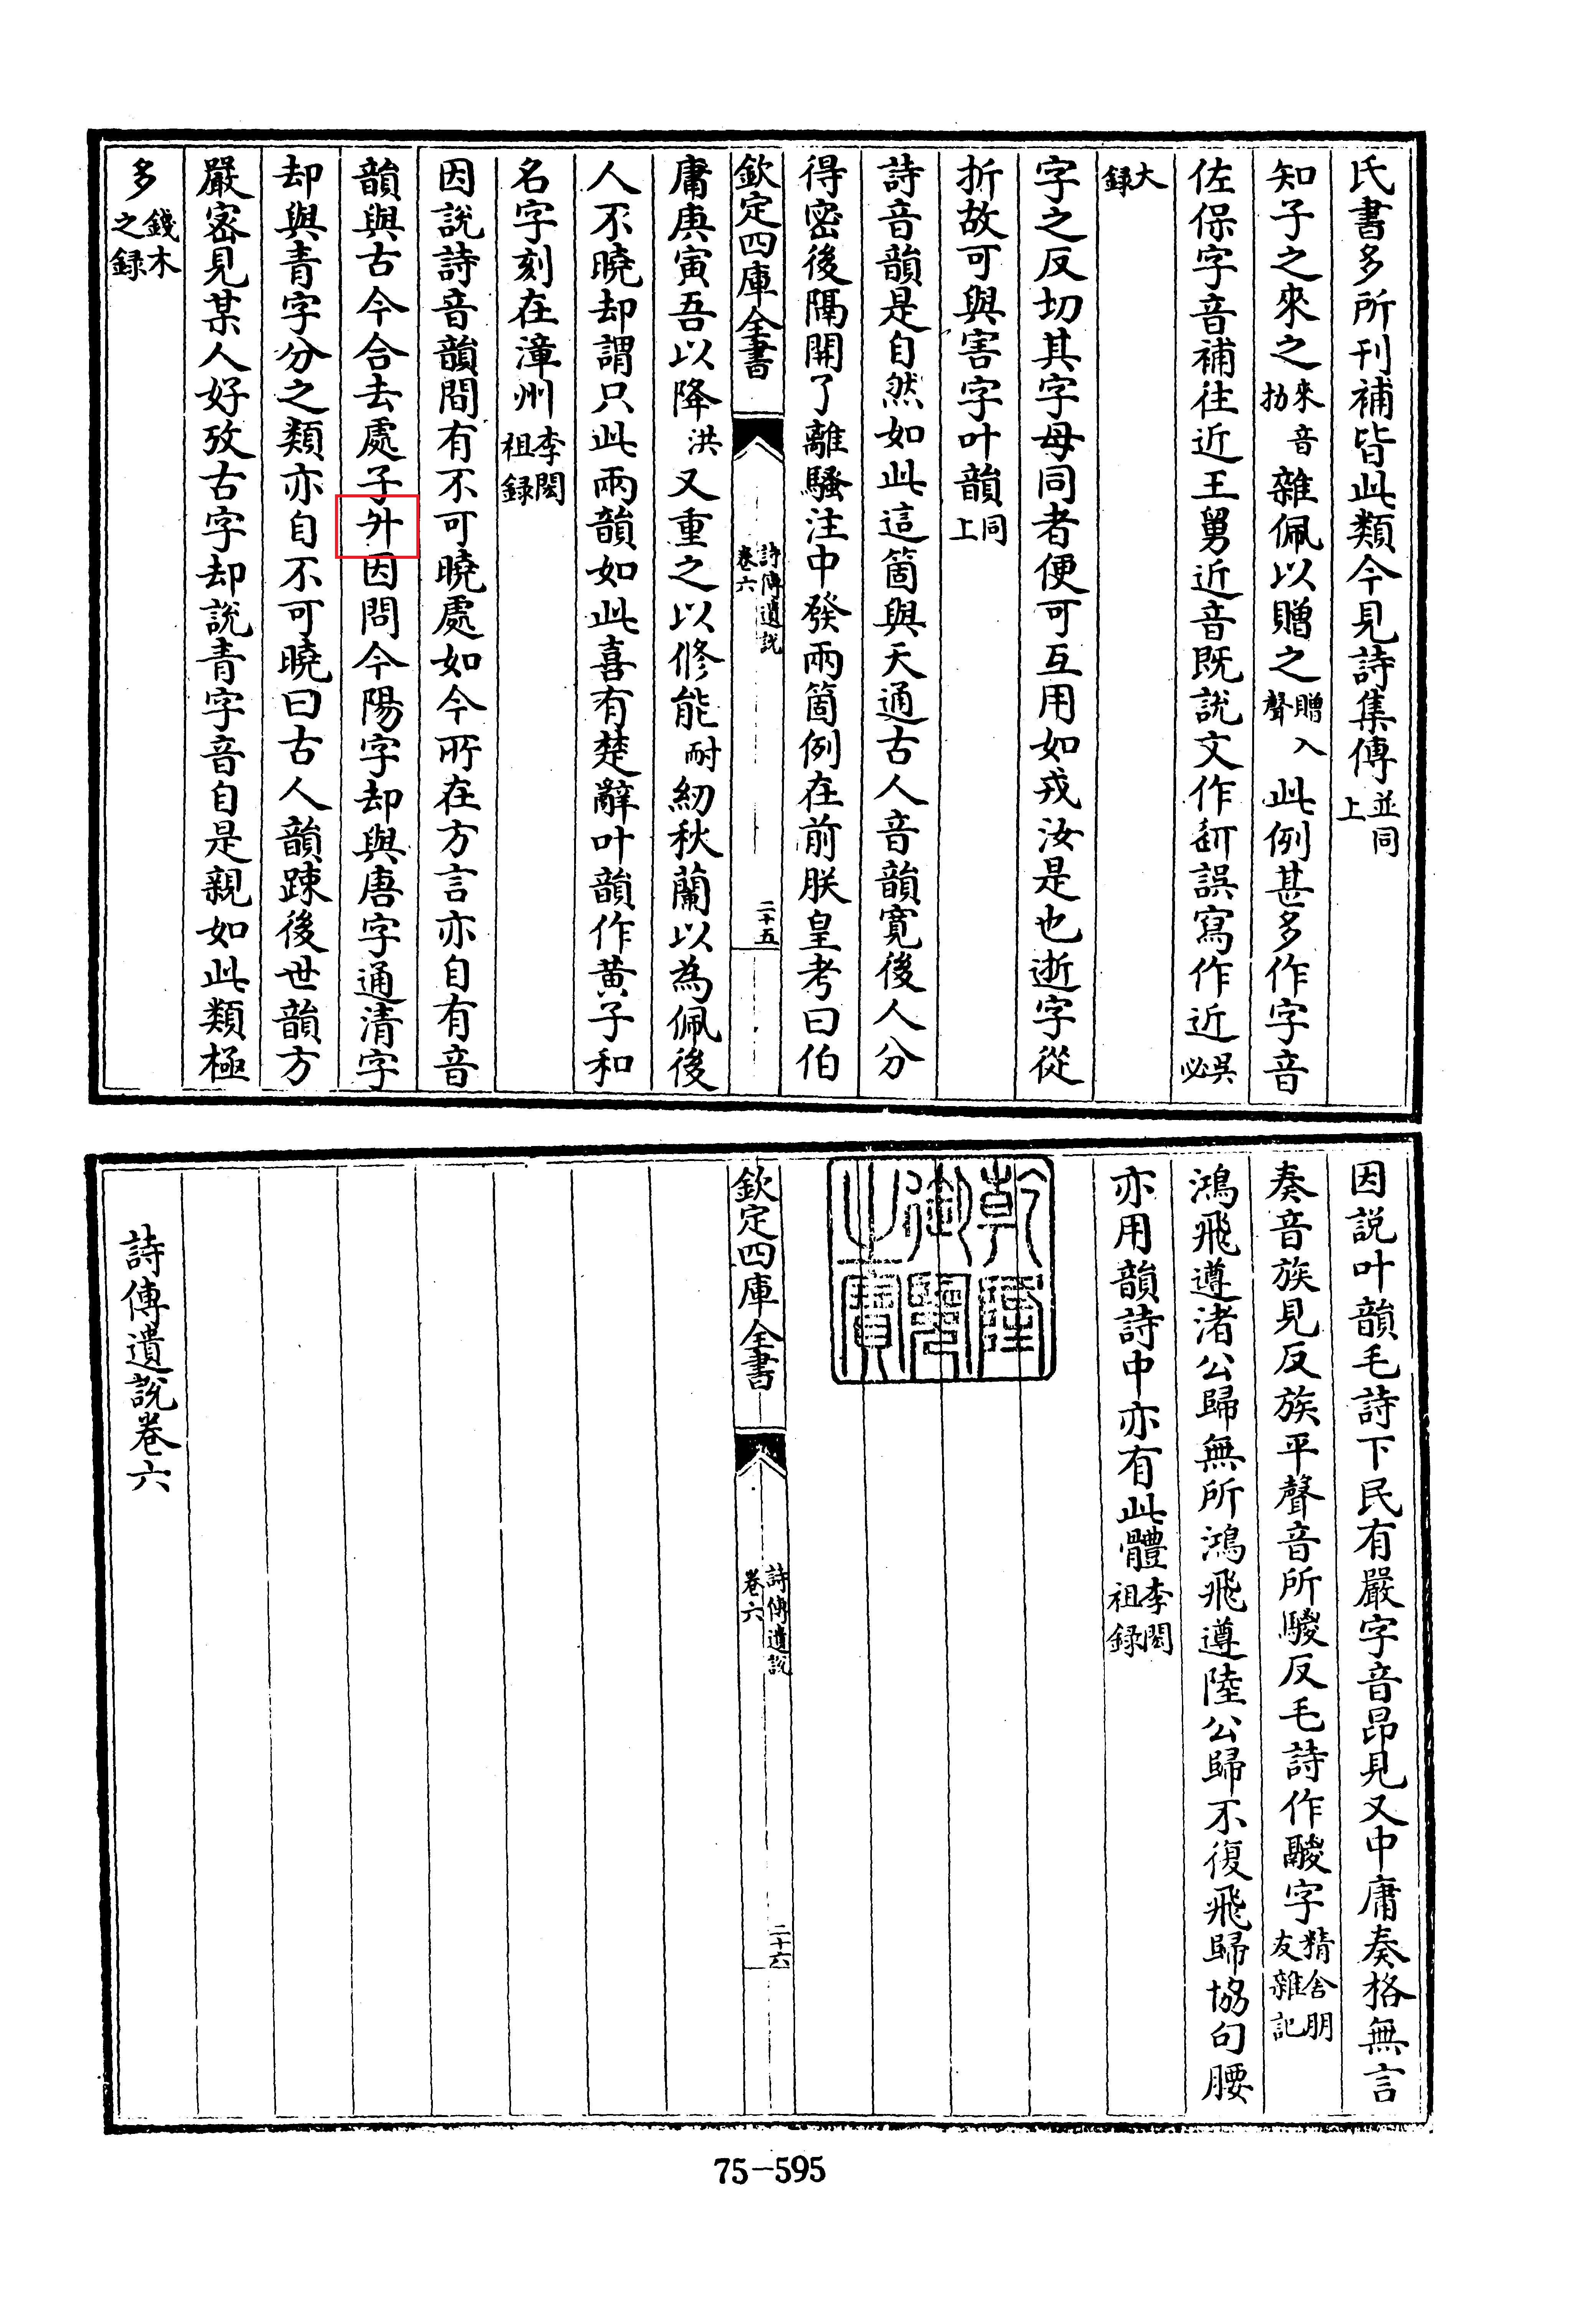 氏書多所刊補皆此類今見詩集傳並同上
知子之來之來音扐雜佩以贈之贈入聲此例甚多作字音
佐保字音補往近王舅近音既說文作誤寫作近吳必
大錄
字之反切其字母同者便可互用如戎汝是也逝字從
折故可與害字叶韻同上
詩音韻是自然如此這箇與天通古人音韻寬後人分
得密後隔開了離騷注中發兩箇例在前朕皇考曰伯
欽定四庫全書
詩傳遺說
卷六
二十五
庸庚寅吾以降洪又重之以修能耐紉秋蘭以為佩後
人不曉却謂只此兩韻如此喜有楚辭叶韻作黄子和
名字刻在漳州李閎祖錄
因說詩音韻間有不可曉處如今所在方言亦自有音
韻與古今合去處子升因問今陽字却與唐字通清字
却與青字分之類亦自不可曉曰古人韻踈後世韻方
嚴密見某人好攷古字却說青字音自是親如此類極
多錢木之錄
因説叶韻毛詩下民有嚴字音昂見又中庸奏格無言
奏音族見反族平聲音所騣反毛詩作鬷字精舍朋友雜記
鴻飛遵渚公歸無所鴻飛遵陸公歸不復飛歸協句腰
亦用韻詩中亦有此體李閎祖錄
乾隆御覽之寶
欽定四庫全書
詩傳遺說
卷六
二十六
詩傳遺說卷六
75-595